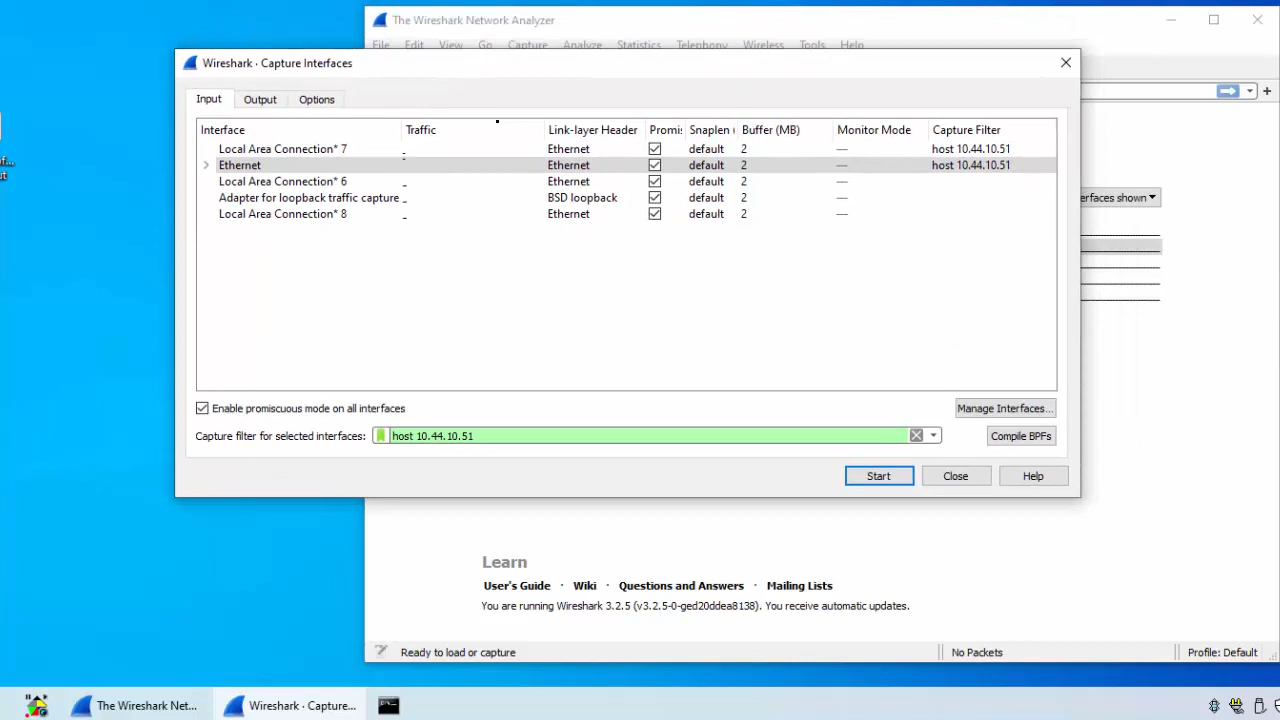 The Wireshark Network Analyzer
File Edit View Go Capture Analyze Statistics Telephony Wireless Tools Help
Wireshark · Capture Interfaces
Input Output Options
Interface Traffic Link-layer Header Promi: Snaplen ( Buffer (MB) Monitor Mode Capture Filter
Local Area Connection* 7 _ Ethernet default 2 — host 10.44.10.51
Ethernet Ethernet default 2 — host 10.44.10.51
Local Area Connection* 6 _ Ethernet default 2 —
Adapter for loopback traffic capture _ BSD loopback default 2 —
Local Area Connection* 8 _ Ethernet default 2 —
erfaces shown
Enable promiscuous mode on all interfaces
Manage Interfaces...
Capture filter for selected interfaces: host 10.44.10.51
Compile BPFs
Start Close Help
Learn
User's Guide · Wiki · Questions and Answers · Mailing Lists
You are running Wireshark 3.2.5 (v3.2.5-0-ged20ddea8138). You receive automatic updates.
Ready to load or capture No Packets Profile: Default
The Wireshark Net... Wireshark · Capture...